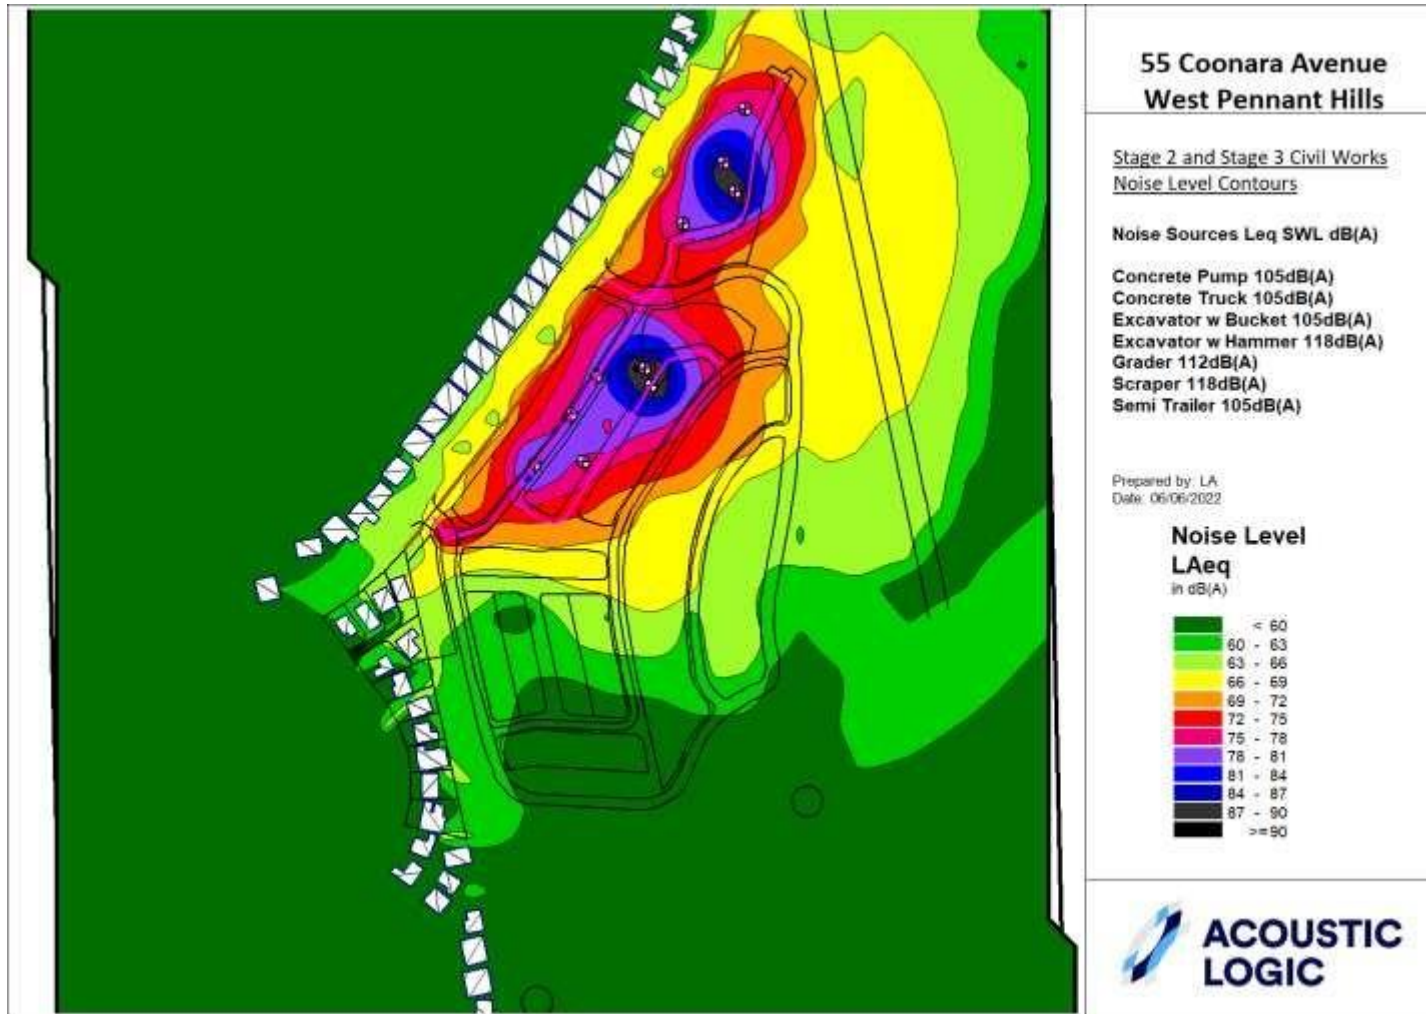 55 Coonara Avenue
West Pennant Hills
Stage 2 and Stage 3 Civil Works
Noise Level Contours
Noise Sources Leq SWL dB(A)
Concrete Pump 105dB(A)
Concrete Truck 105dB(A)
Excavator w Bucket 105dB(A)
Excavator w Hammer 118dB(A)
Grader 112dB(A)
Scraper 118dB(A)
Semi Trailer 105dB(A)
Prepared by: LA
Date: 06/06/2022
Noise Level
LAeq
in dB(A)
< 60
60 - 63
63 - 66
66 - 69
69 - 72
72 - 75
75 - 78
78 - 81
81 - 84
84 - 87
87 - 90
>=90
ACOUSTIC
LOGIC